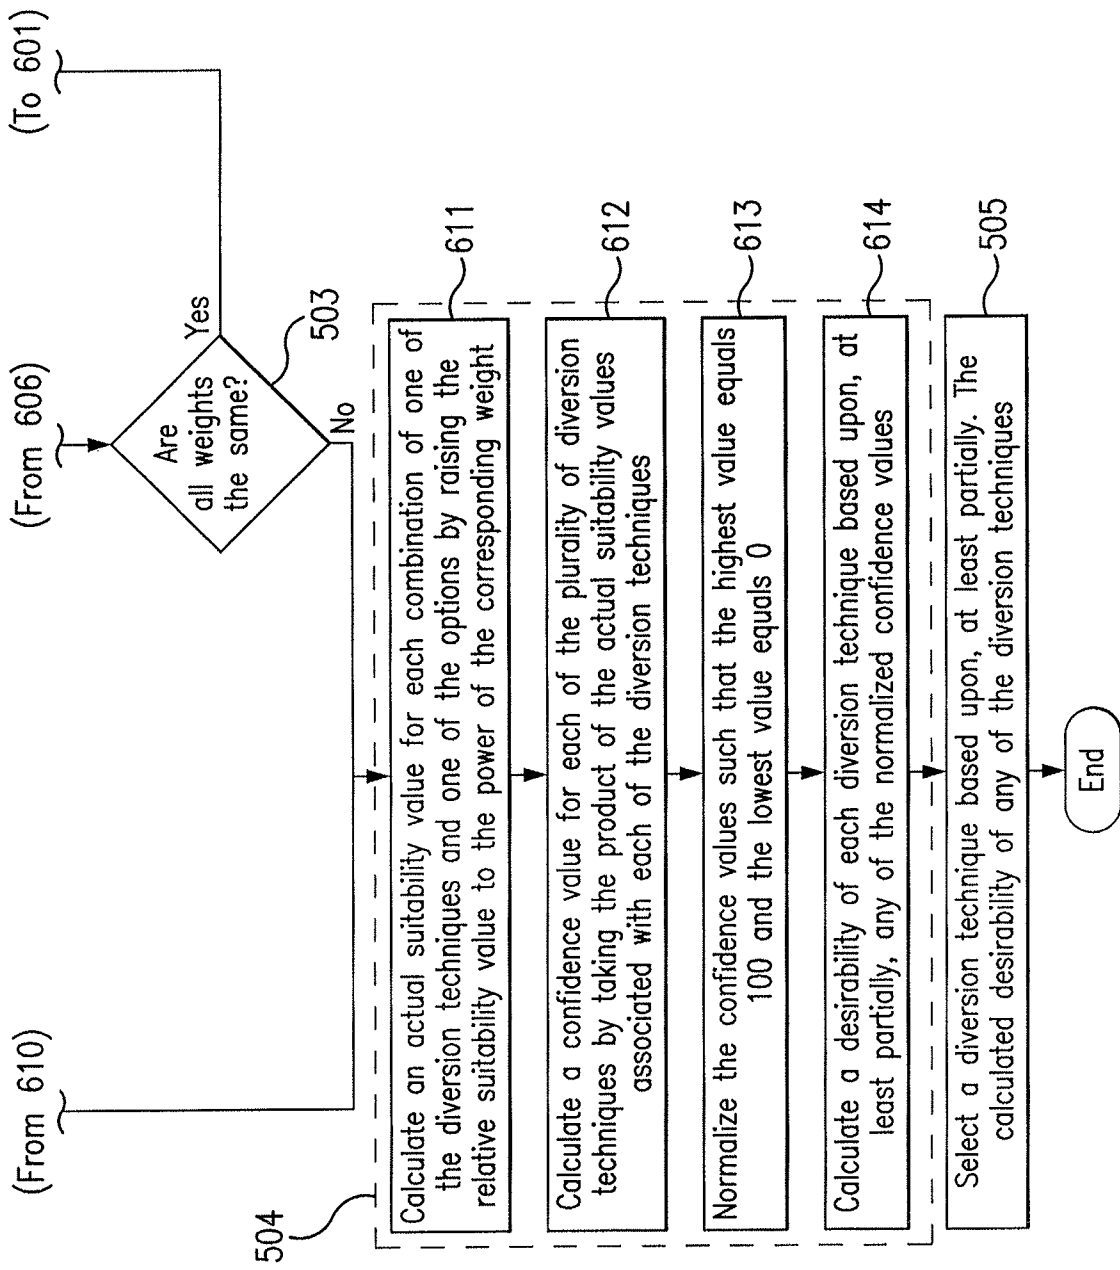 (From 610)
(From 606)
(To 601)
Are
all weights
the same?
Yes
No
503
504
Calculate an actual suitability value for each combination of one of
the diversion techniques and one of the options by raising the
relative suitability value to the power of the corresponding weight
611
Calculate a confidence value for each of the plurality of diversion
techniques by taking the product of the actual suitability values
associated with each of the diversion techniques
612
Normalize the confidence values such that the highest value equals
100 and the lowest value equals 0
613
Calculate a desirability of each diversion technique based upon, at
least partially, any of the normalized confidence values
614
Select a diversion technique based upon, at least partially. The
calculated desirability of any of the diversion techniques
505
End